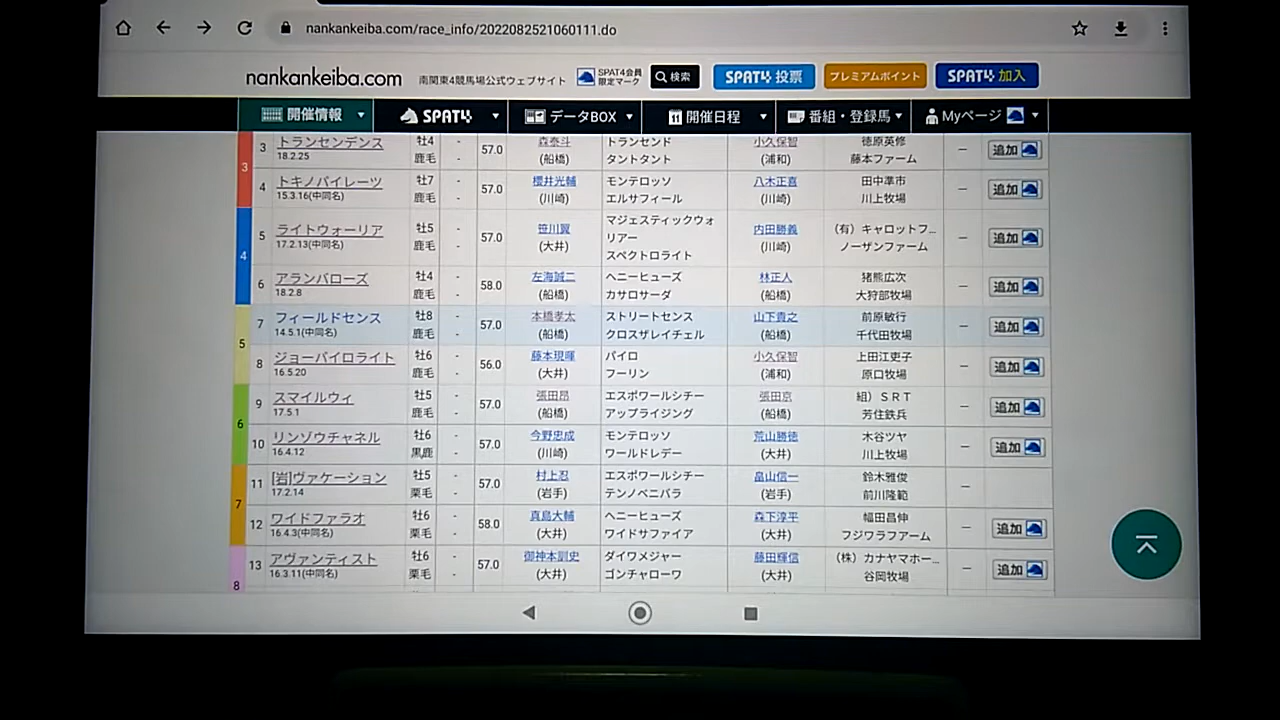 nankankeiba.com/race_info/2022082521060111.do
nankankeiba.com 南関東4競馬場公式ウェブサイト SPAT4会員 限定マーク 検索 SPAT4 投票 プレミアムポイント SPAT4 加入
開催情報 SPAT4 データBOX 開催日程 番組・登録馬 Myページ
3 3 トランセンデンス 牡4 - 57.0 森泰斗 トランセンド 小久保智 徳原英修 － 追加
18.2.25 鹿毛 - (船橋) タントタント (浦和) 藤本ファーム
4 トキノパイレーツ 牡7 - 57.0 櫻井光輔 モンテロッソ 八木正喜 田中準市 － 追加
15.3.16(中同名) 鹿毛 - (川崎) エルサフィール (川崎) 川上牧場
4 5 ライトウォーリア 牡5 - 57.0 笹川翼 マジェスティックウォ
リアー 内田勝義 （有）キャロットフ… － 追加
17.2.13(中同名) 鹿毛 - (大井) スペクトロライト (川崎) ノーザンファーム
6 アランバローズ 牡4 - 58.0 左海誠二 ヘニーヒューズ 林正人 猪熊広次 － 追加
18.2.8 鹿毛 - (船橋) カサロサーダ (船橋) 大狩部牧場
5 7 フィールドセンス 牡8 - 57.0 本橋孝太 ストリートセンス 山下貴之 前原敏行 － 追加
14.5.1(中同名) 鹿毛 - (船橋) クロスザレイチェル (船橋) 千代田牧場
8 ジョーパイロライト 牡6 - 56.0 藤本現暉 パイロ 小久保智 上田江吏子 － 追加
16.5.20 鹿毛 - (大井) フーリン (浦和) 原口牧場
6 9 スマイルウィ 牡5 - 57.0 張田昂 エスポワールシチー 張田京 組）ＳＲＴ － 追加
17.5.1 鹿毛 - (船橋) アップライジング (船橋) 芳住鉄兵
10 リンゾウチャネル 牡6 - 57.0 今野忠成 モンテロッソ 荒山勝徳 木谷ツヤ － 追加
16.4.12 黒鹿 - (川崎) ワールドレデー (大井) 川上牧場
7 11 [岩]ヴァケーション 牡5 - 57.0 村上忍 エスポワールシチー 畠山信一 鈴木雅俊 －
17.2.14 栗毛 - (岩手) テンノベニバラ (岩手) 前川隆範
12 ワイドファラオ 牡6 - 58.0 真島大輔 ヘニーヒューズ 森下淳平 幅田昌伸 － 追加
16.4.3(中同名) 栗毛 - (大井) ワイドサファイア (大井) フジワラファアーム
8 13 アヴァンティスト 牡6 - 57.0 御神本訓史 ダイワメジャー 藤田輝信 （株）カナヤマホー… － 追加
16.3.11(中同名) 栗毛 - (大井) ゴンチャローワ (大井) 谷岡牧場